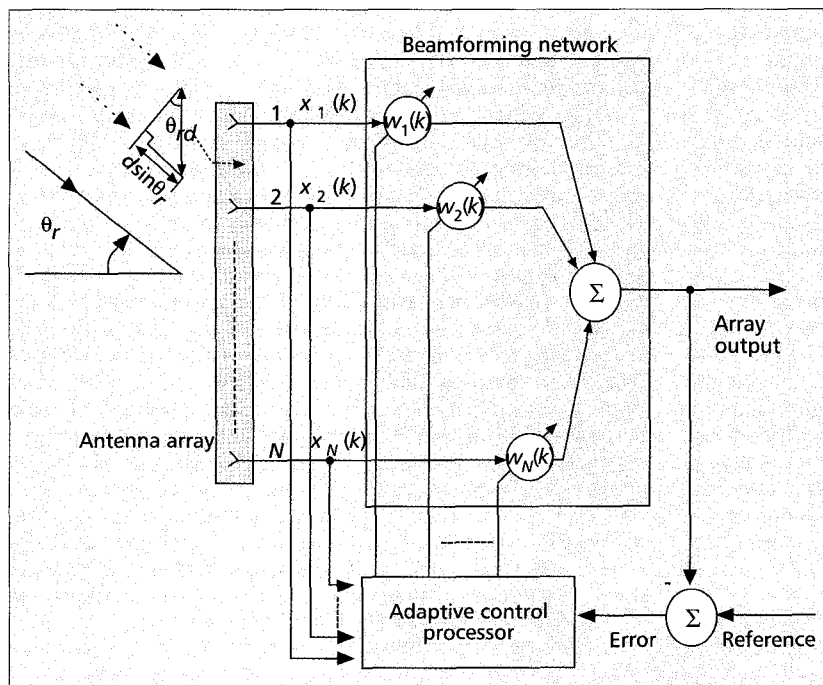 Beamforming network
θrd
dsinθr
θr
1 x1(k)
w1(k)
2 x2(k)
w2(k)
Σ
Array
output
Antenna array
N xN(k)
wN(k)
Adaptive control
processor
-
Σ
Error
Reference